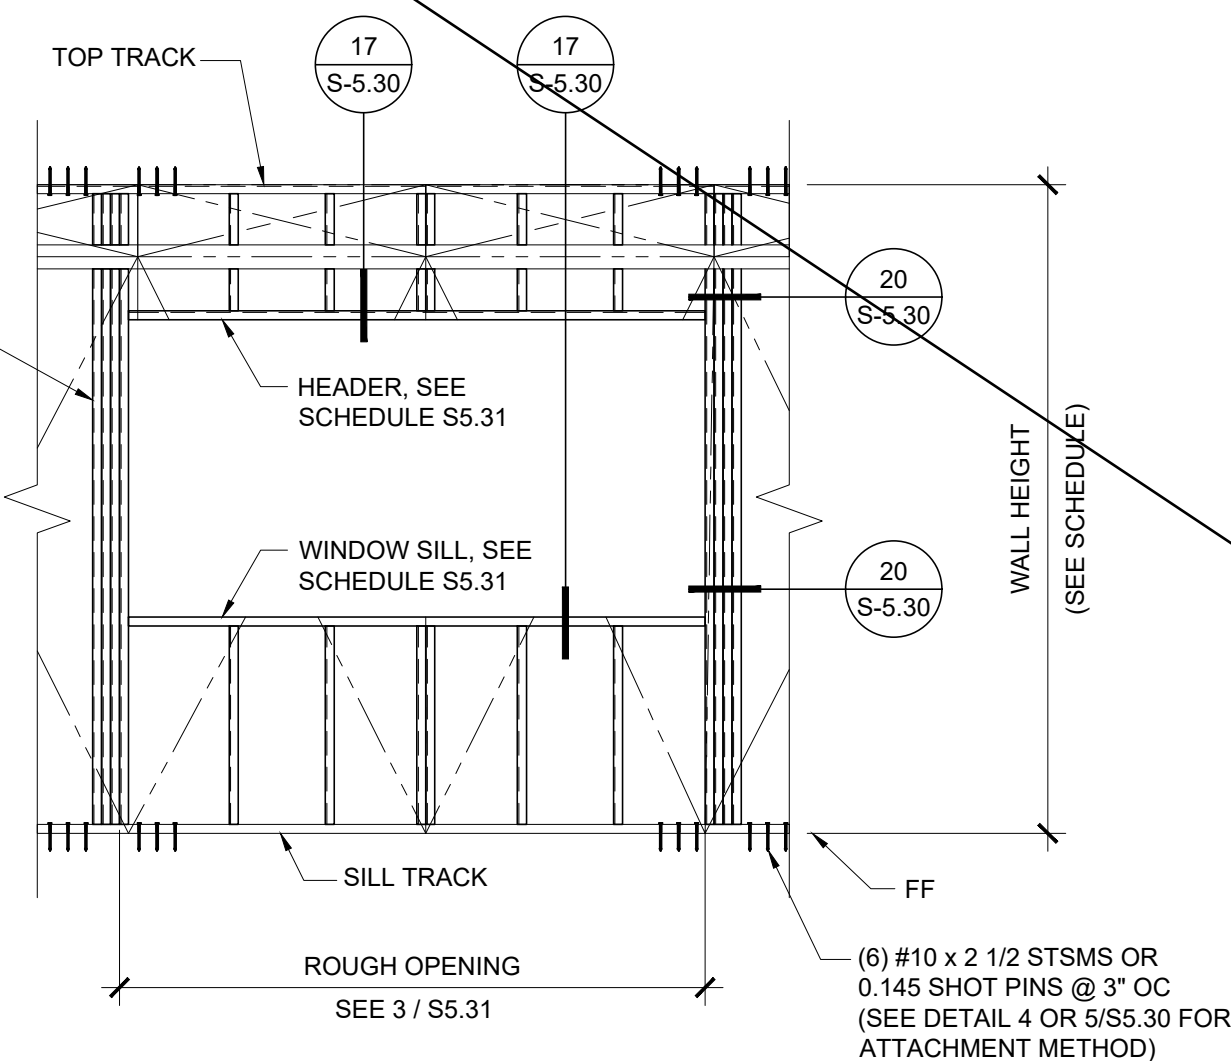 TOP TRACK
17
S-5.30
17
S-5.30
20
S-5.30
HEADER, SEE
SCHEDULE S5.31
WALL HEIGHT
(SEE SCHEDULE)
WINDOW SILL, SEE
SCHEDULE S5.31
20
S-5.30
SILL TRACK
FF
ROUGH OPENING
SEE 3 / S5.31
(6) #10 x 2 1/2 STSMS OR
0.145 SHOT PINS @ 3" OC
(SEE DETAIL 4 OR 5/S5.30 FOR
ATTACHMENT METHOD)